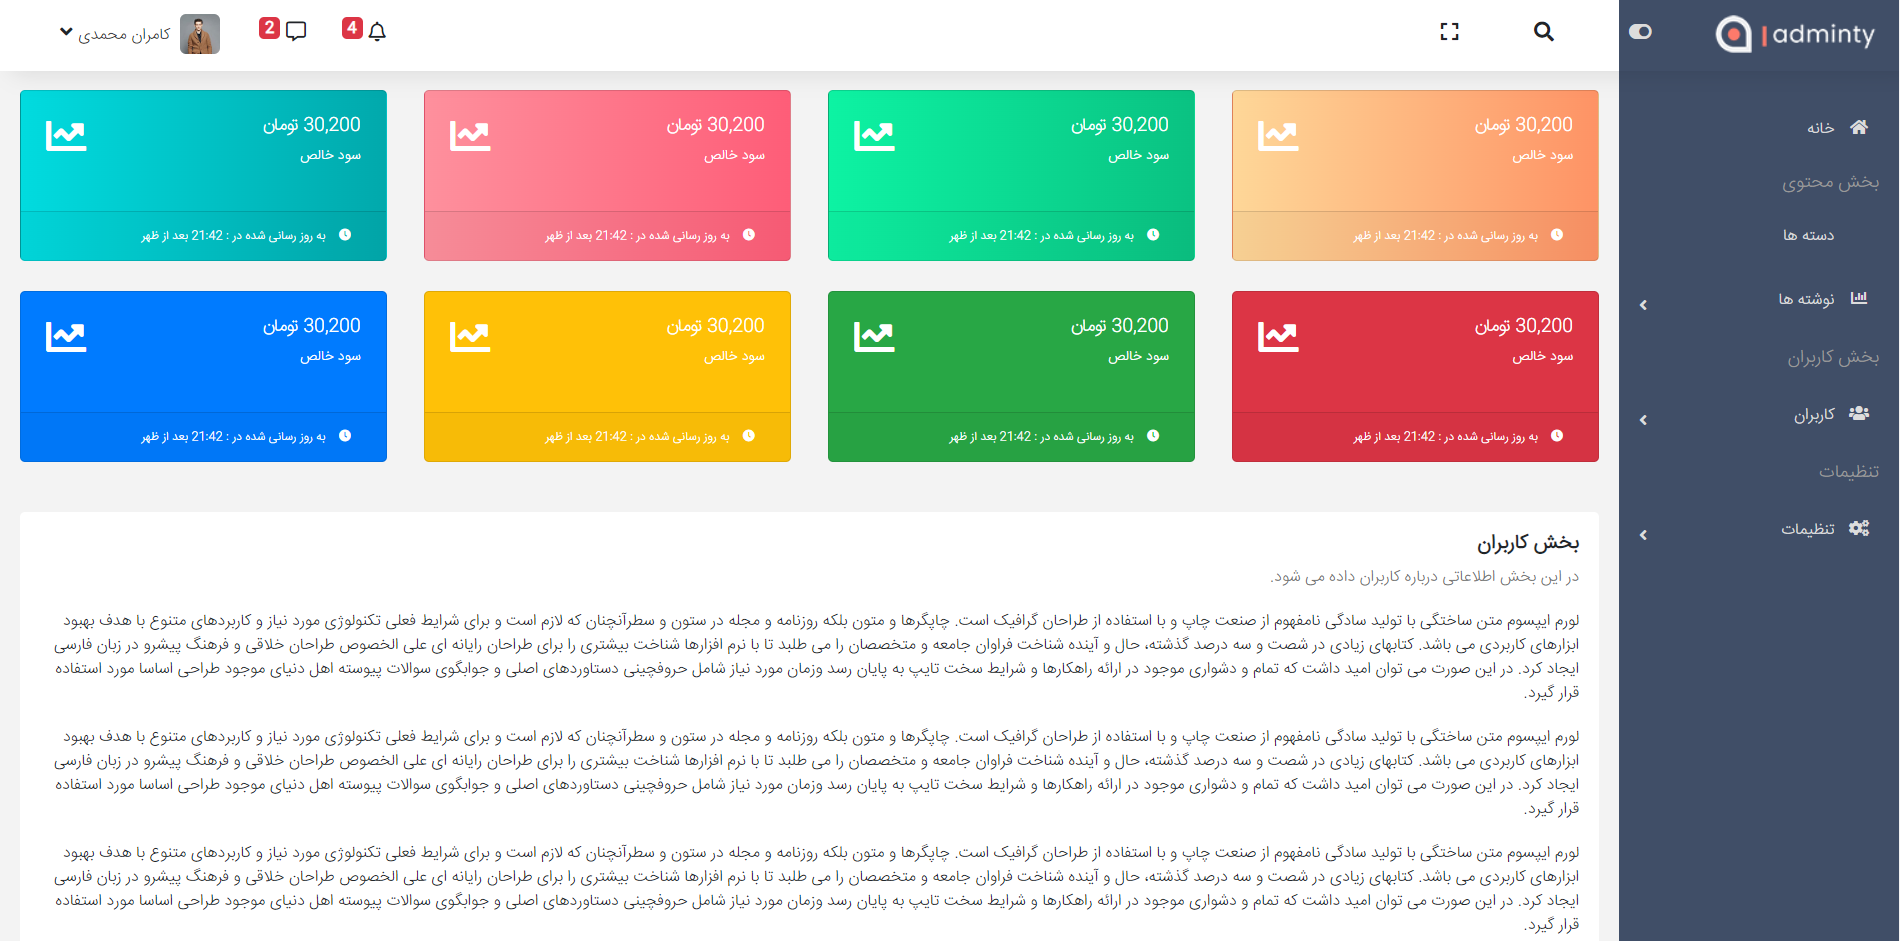 adminty
4
2
کامران محمدی
خانه
بخش محتوی
دسته ها
نوشته ها
بخش کاربران
کاربران
تنظیمات
تنظیمات
30,200 تومان
سود خالص
به روز رسانی شده در : 21:42 بعد از ظهر
30,200 تومان
سود خالص
به روز رسانی شده در : 21:42 بعد از ظهر
30,200 تومان
سود خالص
به روز رسانی شده در : 21:42 بعد از ظهر
30,200 تومان
سود خالص
به روز رسانی شده در : 21:42 بعد از ظهر
30,200 تومان
سود خالص
به روز رسانی شده در : 21:42 بعد از ظهر
30,200 تومان
سود خالص
به روز رسانی شده در : 21:42 بعد از ظهر
30,200 تومان
سود خالص
به روز رسانی شده در : 21:42 بعد از ظهر
30,200 تومان
سود خالص
به روز رسانی شده در : 21:42 بعد از ظهر
بخش کاربران
در این بخش اطلاعاتی درباره کاربران داده می شود.
لورم ایپسوم متن ساختگی با تولید سادگی نامفهوم از صنعت چاپ و با استفاده از طراحان گرافیک است. چاپگرها و متون بلکه روزنامه و مجله در ستون و سطرآنچنان که لازم است و برای شرایط فعلی تکنولوژی مورد نیاز و کاربردهای متنوع با هدف بهبود
ابزارهای کاربردی می باشد. کتابهای زیادی در شصت و سه درصد گذشته، حال و آینده شناخت فراوان جامعه و متخصصان را می طلبد تا با نرم افزارها شناخت بیشتری را برای طراحان رایانه ای علی الخصوص طراحان خلاقی و فرهنگ پیشرو در زبان فارسی
ایجاد کرد. در این صورت می توان امید داشت که تمام و دشواری موجود در ارائه راهکارها و شرایط سخت تایپ به پایان رسد وزمان مورد نیاز شامل حروفچینی دستاوردهای اصلی و جوابگوی سوالات پیوسته اهل دنیای موجود طراحی اساسا مورد استفاده
قرار گیرد.
لورم ایپسوم متن ساختگی با تولید سادگی نامفهوم از صنعت چاپ و با استفاده از طراحان گرافیک است. چاپگرها و متون بلکه روزنامه و مجله در ستون و سطرآنچنان که لازم است و برای شرایط فعلی تکنولوژی مورد نیاز و کاربردهای متنوع با هدف بهبود
ابزارهای کاربردی می باشد. کتابهای زیادی در شصت و سه درصد گذشته، حال و آینده شناخت فراوان جامعه و متخصصان را می طلبد تا با نرم افزارها شناخت بیشتری را برای طراحان رایانه ای علی الخصوص طراحان خلاقی و فرهنگ پیشرو در زبان فارسی
ایجاد کرد. در این صورت می توان امید داشت که تمام و دشواری موجود در ارائه راهکارها و شرایط سخت تایپ به پایان رسد وزمان مورد نیاز شامل حروفچینی دستاوردهای اصلی و جوابگوی سوالات پیوسته اهل دنیای موجود طراحی اساسا مورد استفاده
قرار گیرد.
لورم ایپسوم متن ساختگی با تولید سادگی نامفهوم از صنعت چاپ و با استفاده از طراحان گرافیک است. چاپگرها و متون بلکه روزنامه و مجله در ستون و سطرآنچنان که لازم است و برای شرایط فعلی تکنولوژی مورد نیاز و کاربردهای متنوع با هدف بهبود
ابزارهای کاربردی می باشد. کتابهای زیادی در شصت و سه درصد گذشته، حال و آینده شناخت فراوان جامعه و متخصصان را می طلبد تا با نرم افزارها شناخت بیشتری را برای طراحان رایانه ای علی الخصوص طراحان خلاقی و فرهنگ پیشرو در زبان فارسی
ایجاد کرد. در این صورت می توان امید داشت که تمام و دشواری موجود در ارائه راهکارها و شرایط سخت تایپ به پایان رسد وزمان مورد نیاز شامل حروفچینی دستاوردهای اصلی و جوابگوی سوالات پیوسته اهل دنیای موجود طراحی اساسا مورد استفاده
قرار گیرد.